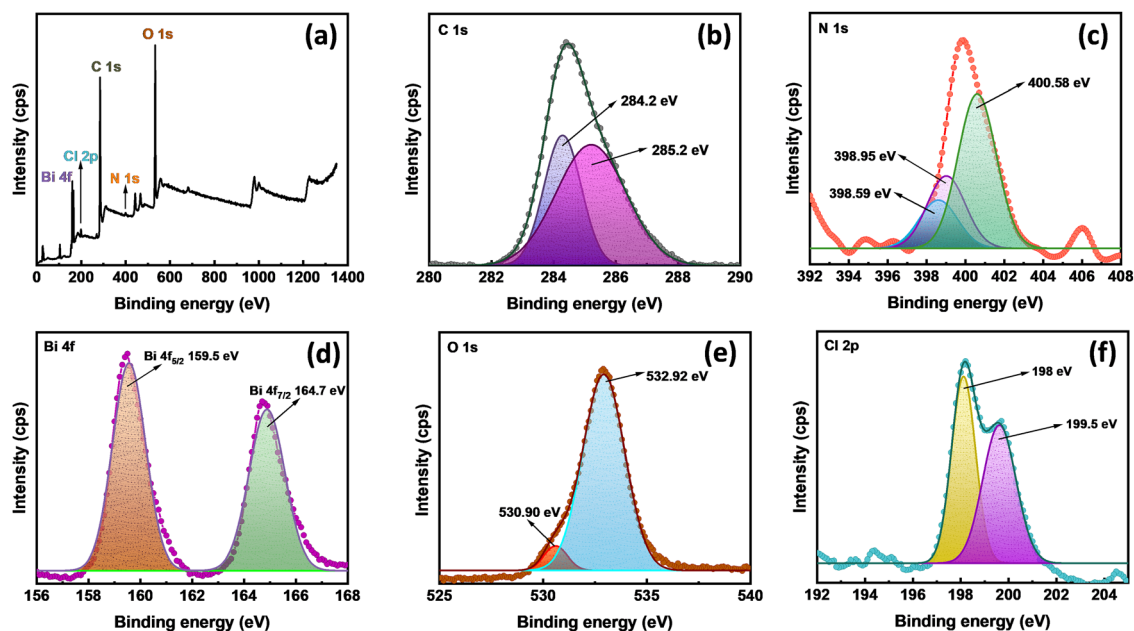 (a)
O 1s
C 1s
Cl 2p
Bi 4f
N 1s
Intensity (cps)
0 200 400 600 800 1000 1200 1400
Binding energy (eV)
C 1s
(b)
284.2 eV
285.2 eV
Intensity (cps)
280 282 284 286 288 290
Binding energy (eV)
N 1s
(c)
400.58 eV
398.95 eV
398.59 eV
Intensity (cps)
392 394 396 398 400 402 404 406 408
Binding energy (eV)
Bi 4f
(d)
Bi 4f5/2 159.5 eV
Bi 4f7/2 164.7 eV
Intensity (cps)
156 158 160 162 164 166 168
Binding energy (eV)
O 1s
(e)
532.92 eV
530.90 eV
Intensity (cps)
525 530 535 540
Binding energy (eV)
Cl 2p
(f)
198 eV
199.5 eV
Intensity (cps)
192 194 196 198 200 202 204
Binding energy (eV)